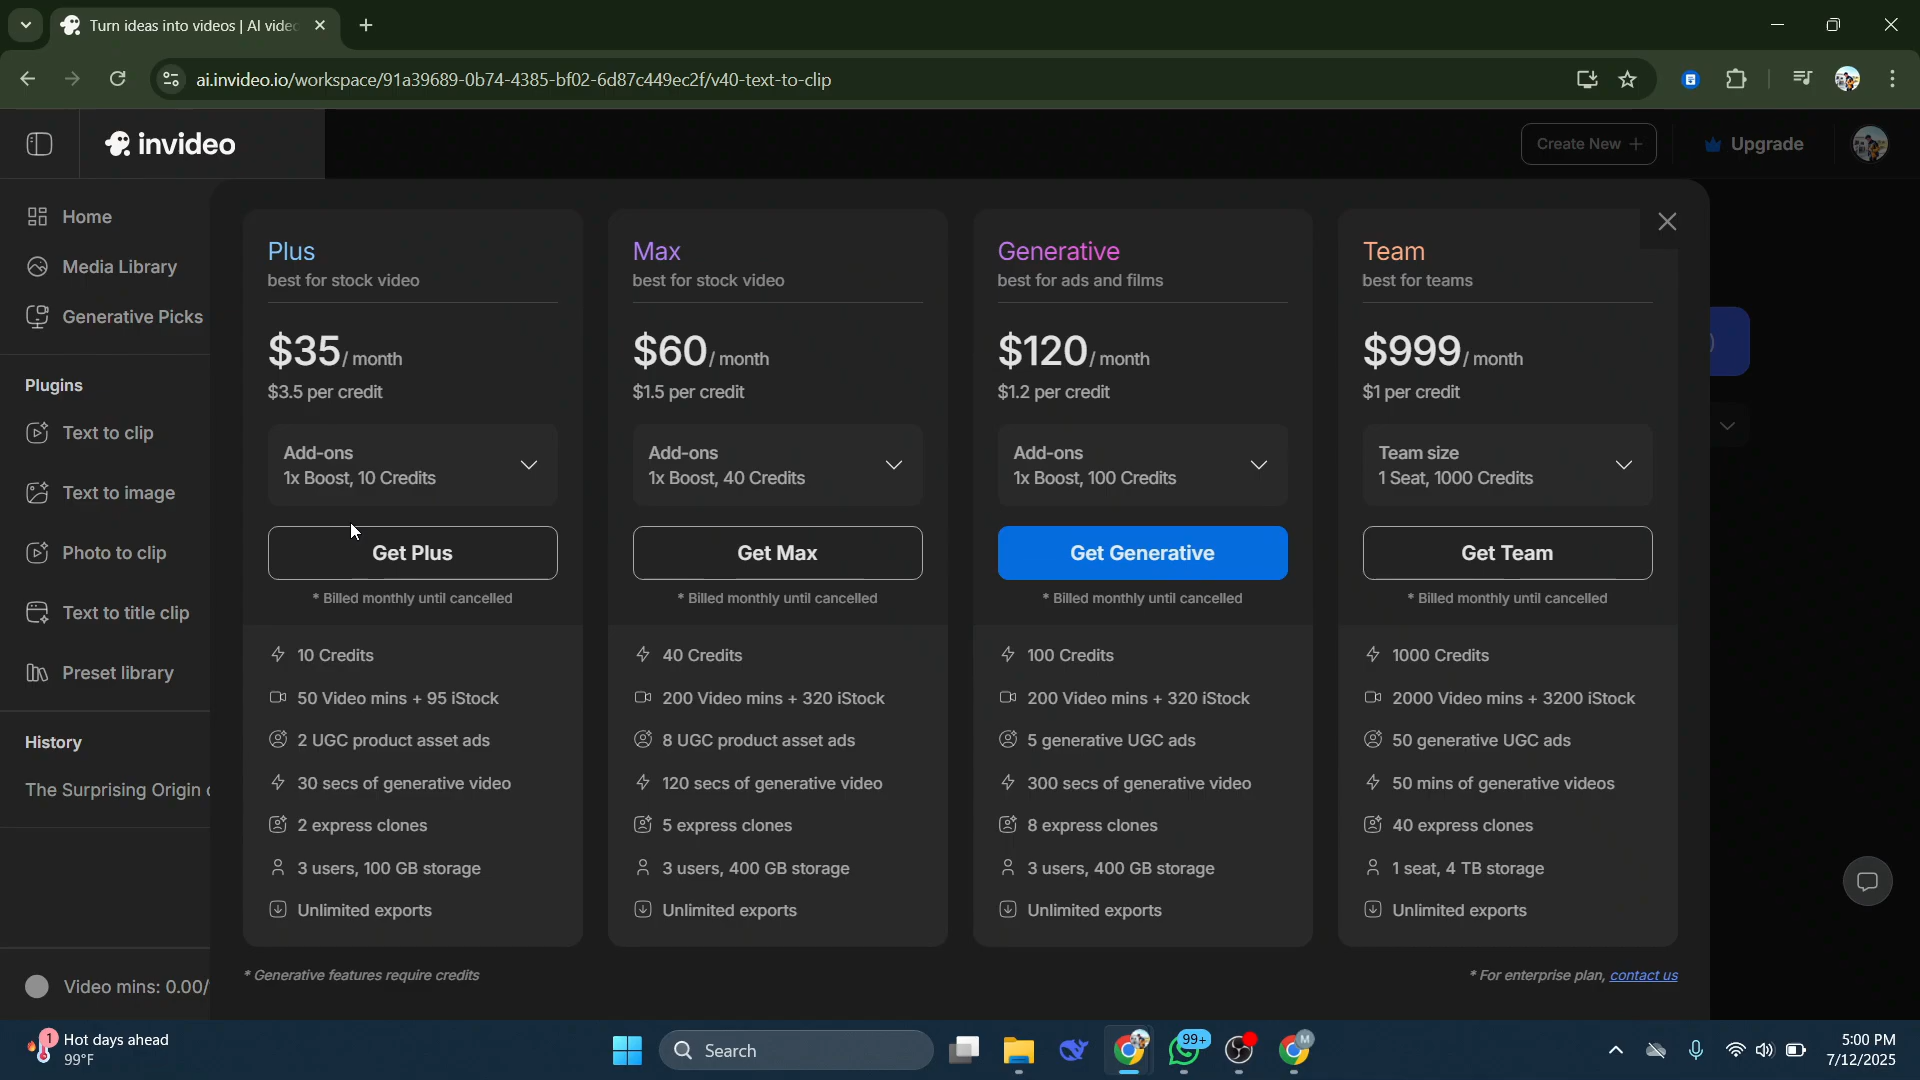 Turn ideas into videos | AI vide
ai.invideo.io/workspace/91a39689-0b74-4385-bf02-6d87c449ec2f/v40-text-to-clip
invideo
Create New +
Upgrade
Home
Media Library
Generative Picks
Plugins
Text to clip
Text to image
Photo to clip
Text to title clip
Preset library
History
The Surprising Origin
Video mins: 0.00/
Plus
best for stock video
$35/ month
$3.5 per credit
Add-ons
1x Boost, 10 Credits
Get Plus
* Billed monthly until cancelled
10 Credits
50 Video mins + 95 iStock
2 UGC product asset ads
30 secs of generative video
2 express clones
3 users, 100 GB storage
Unlimited exports
Max
best for stock video
$60/ month
$1.5 per credit
Add-ons
1x Boost, 40 Credits
Get Max
* Billed monthly until cancelled
40 Credits
200 Video mins + 320 iStock
8 UGC product asset ads
120 secs of generative video
5 express clones
3 users, 400 GB storage
Unlimited exports
Generative
best for ads and films
$120/ month
$1.2 per credit
Add-ons
1x Boost, 100 Credits
Get Generative
* Billed monthly until cancelled
100 Credits
200 Video mins + 320 iStock
5 generative UGC ads
300 secs of generative video
8 express clones
3 users, 400 GB storage
Unlimited exports
Team
best for teams
$999/ month
$1 per credit
Team size
1 Seat, 1000 Credits
Get Team
* Billed monthly until cancelled
1000 Credits
2000 Video mins + 3200 iStock
50 generative UGC ads
50 mins of generative videos
40 express clones
1 seat, 4 TB storage
Unlimited exports
* Generative features require credits
* For enterprise plan, contact us
1
Hot days ahead
99°F
Search
99+
M
5:00 PM
7/12/2025